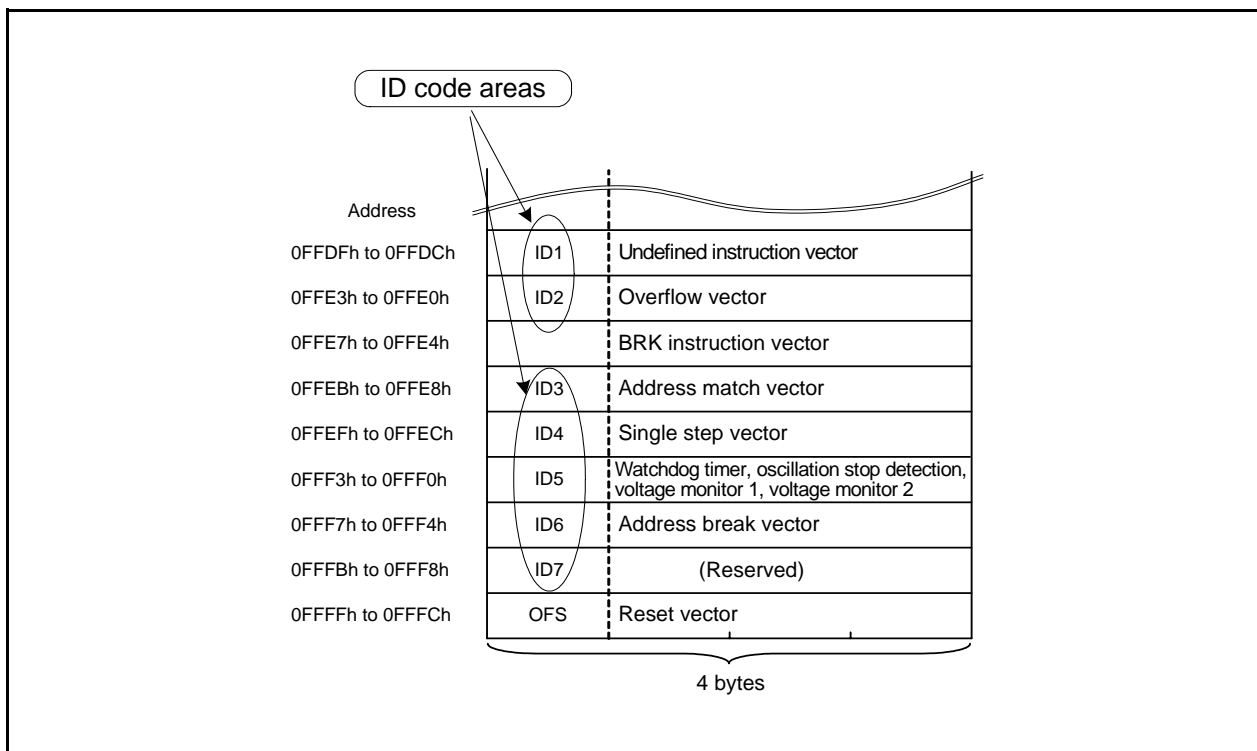 ID code areas
Address
0FFDFh to 0FFDCh ID1 Undefined instruction vector
0FFE3h to 0FFE0h ID2 Overflow vector
0FFE7h to 0FFE4h BRK instruction vector
0FFEBh to 0FFE8h ID3 Address match vector
0FFEFh to 0FFECh ID4 Single step vector
0FFF3h to 0FFF0h ID5 Watchdog timer, oscillation stop detection,
voltage monitor 1, voltage monitor 2
0FFF7h to 0FFF4h ID6 Address break vector
0FFFBh to 0FFF8h ID7 (Reserved)
0FFFFh to 0FFFCh OFS Reset vector
4 bytes